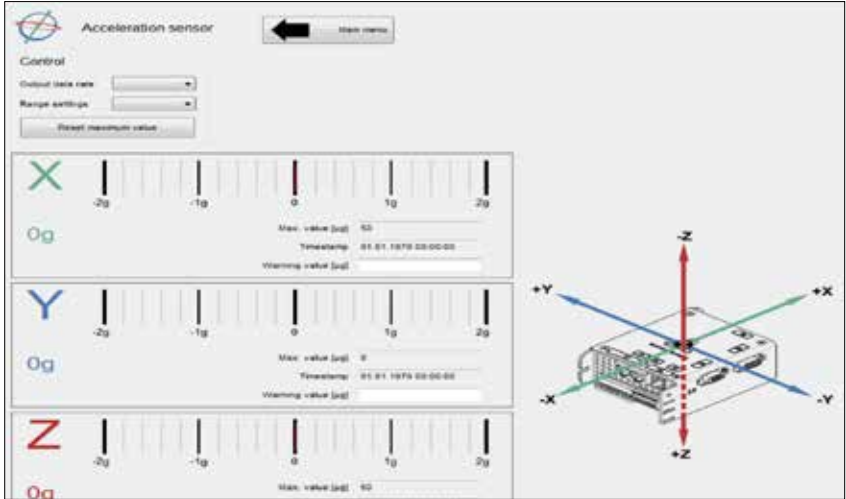 Acceleration sensor
Main menu
Control
Output data rate
Range settings
Reset maximum value
X
-2g -1g 0 1g 2g
0g
Max. value [µg] 50
Timestamp 01.01.1970 00:00:00
Warning value [µg]
Y
-2g -1g 0 1g 2g
0g
Max. value [µg] 0
Timestamp 01.01.1970 00:00:00
Warning value [µg]
Z
-2g -1g 0 1g 2g
0g
Max. value [µg] 50
-Z
+Y
+X
-X
-Y
+Z